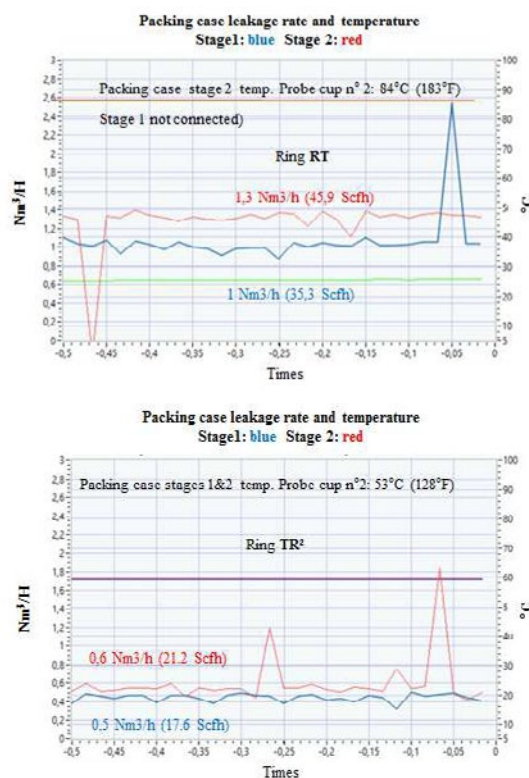 Packing case leakage rate and temperature
Stage1: blue Stage 2: red
3
2,8
2,6
2,4
2,2
2
1,8
1,6
1,4
1,2
1
0,8
0,6
0,4
0,2
0
Nm³/H
100
90
80
70
60
50
40
30
20
10
5
°C
Packing case stage 2 temp. Probe cup n° 2: 84°C (183°F)
Stage 1 not connected)
Ring RT
1,3 Nm3/h (45,9 Scfh)
1 Nm3/h (35,3 Scfh)
-0,5 -0,45 -0,4 -0,35 -0,3 -0,25 -0,2 -0,15 -0,1 -0,05 0
Times
Packing case leakage rate and temperature
Stage1: blue Stage 2: red
3
2,8
2,6
2,4
2,2
2
1,8
1,6
1,4
1,2
1
0,8
0,6
0,4
0,2
0
Nm³/H
100
90
80
70
60
50
40
30
20
10
5
°C
Packing case stages 1&2 temp. Probe cup n°2: 53°C (128°F)
Ring TR²
0,6 Nm3/h (21.2 Scfh)
0,5 Nm3/h (17.6 Scfh)
-0,5 -0,45 -0,4 -0,35 -0,3 -0,25 -0,2 -0,15 -0,1 -0,05 0
Times